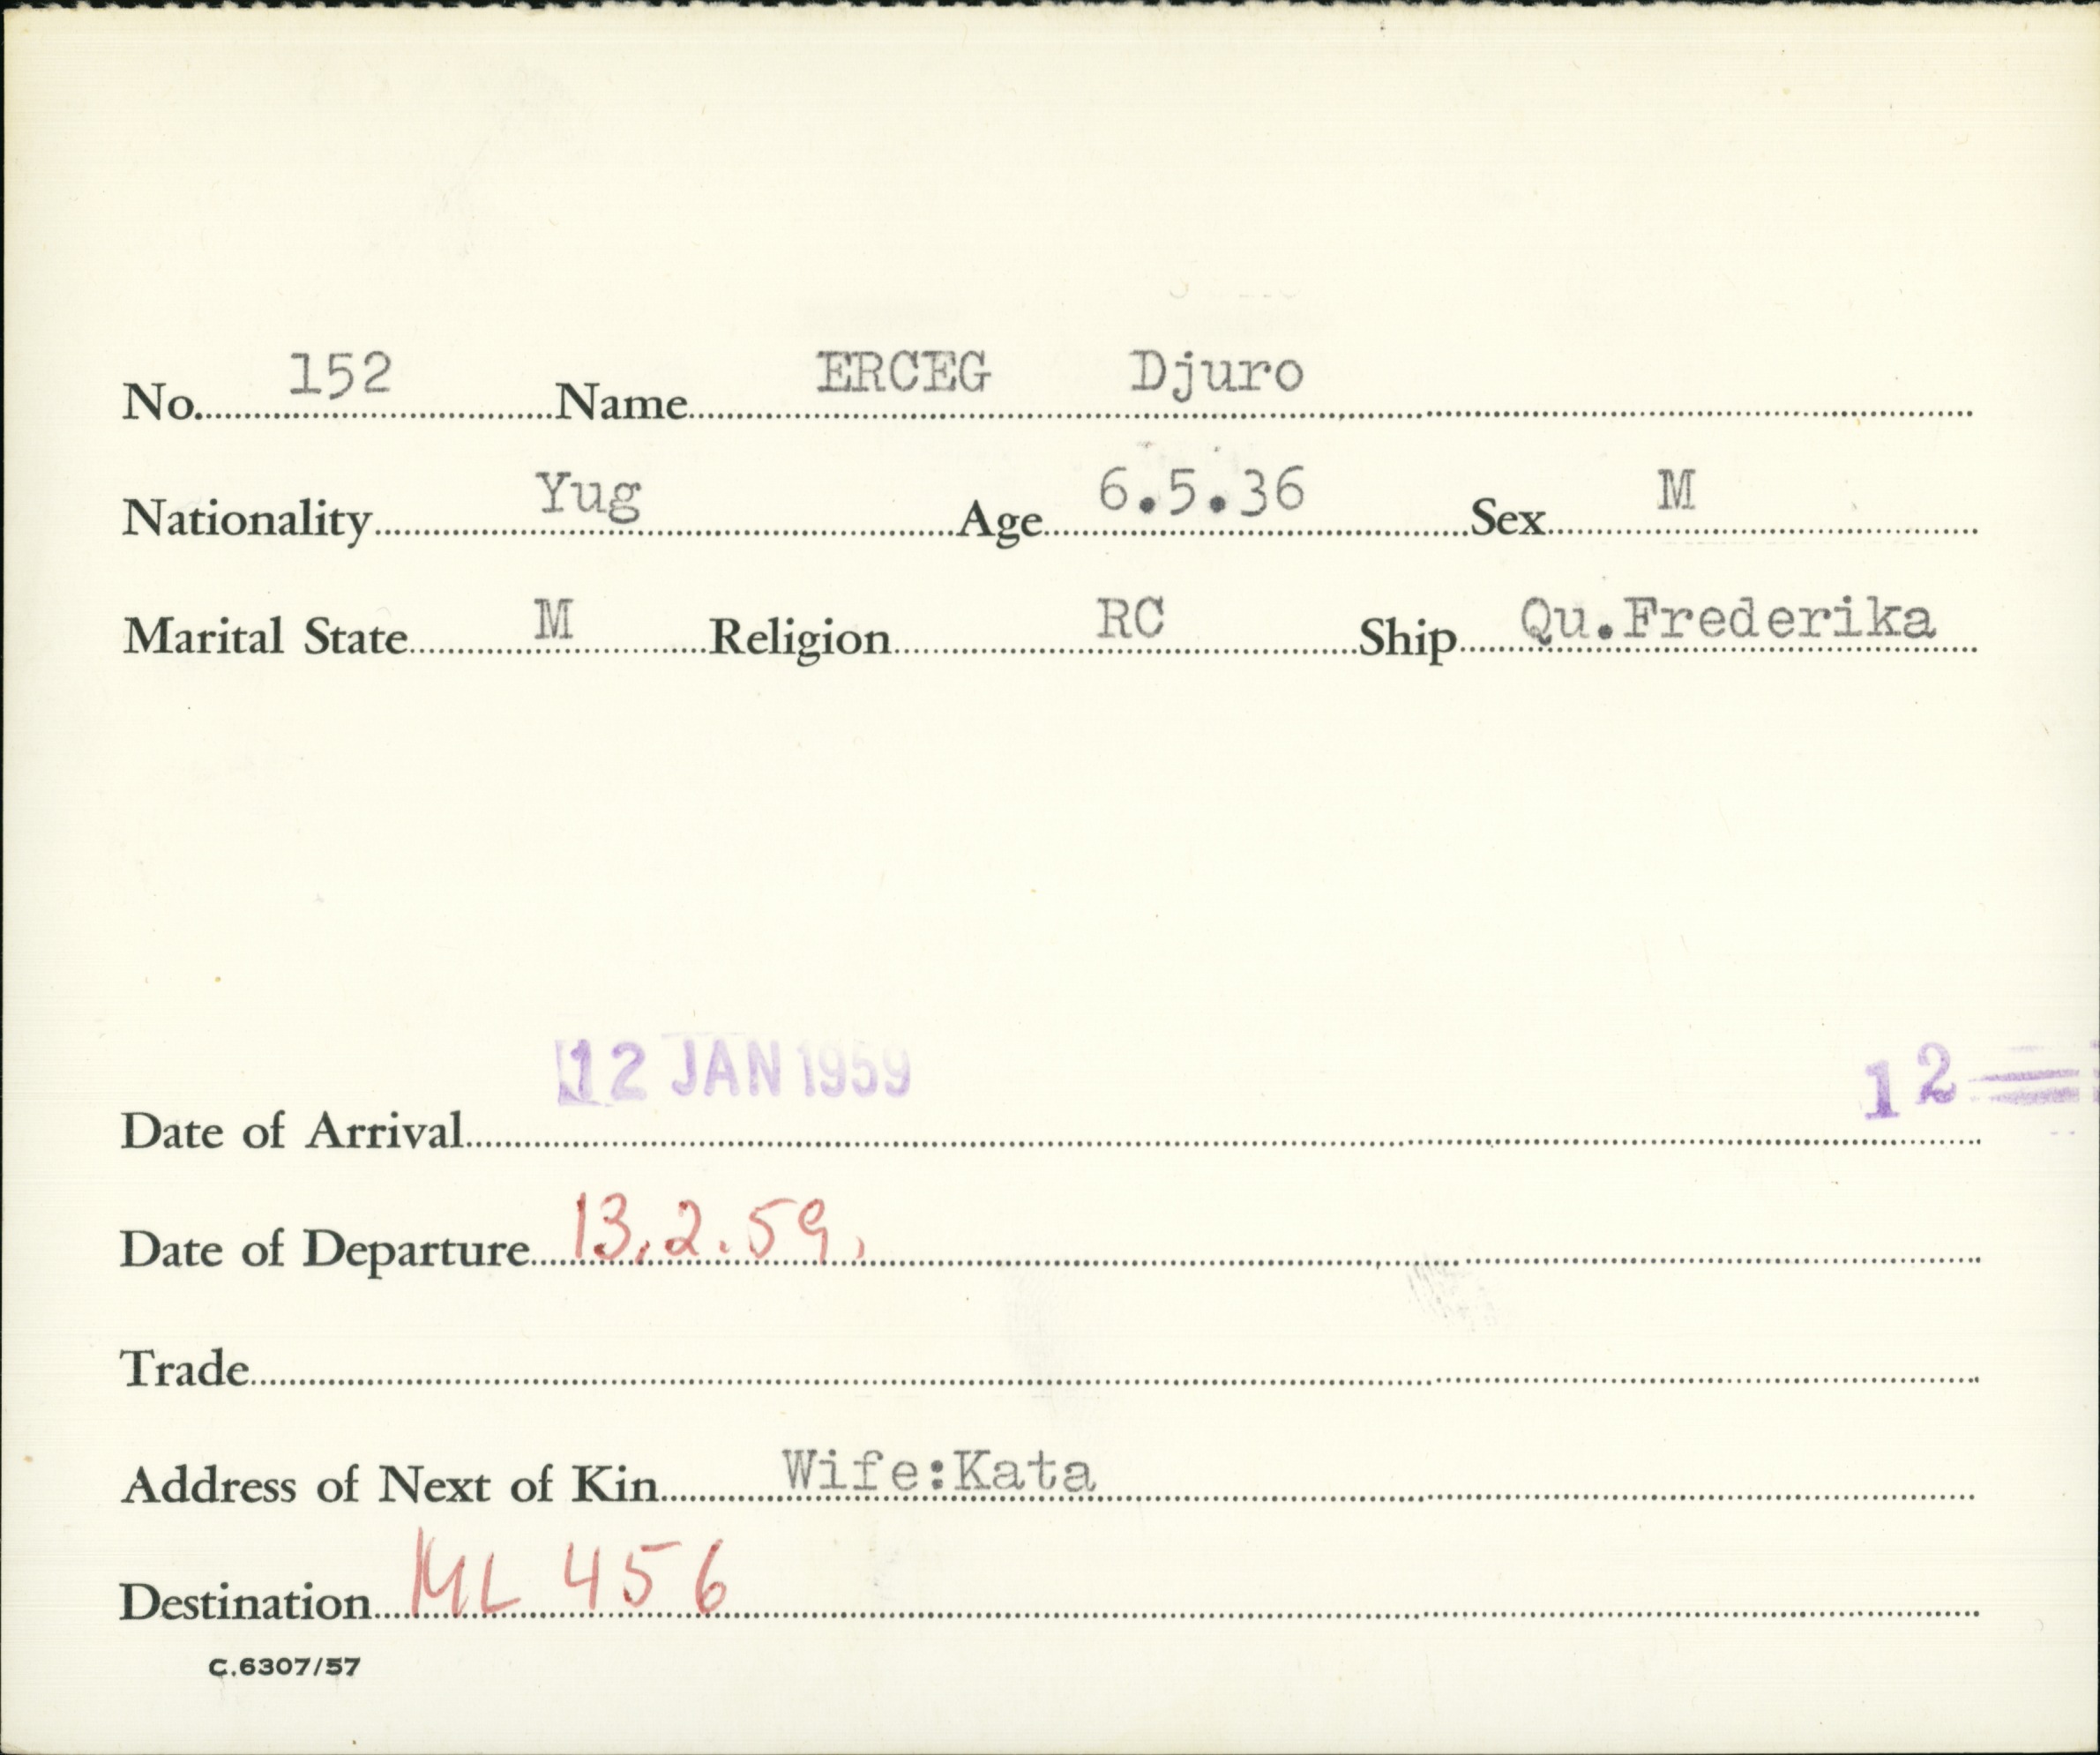 No. 152 Name ERCEG Djuro
Nationality Yug Age 6.5.36 Sex M
Marital State M Religion RC Ship Qu.Frederika
12 JAN 1959 12
Date of Arrival
Date of Departure 13.2.59.
Trade
Address of Next of Kin Wife:Kata
Destination ML 456
C.6307/57